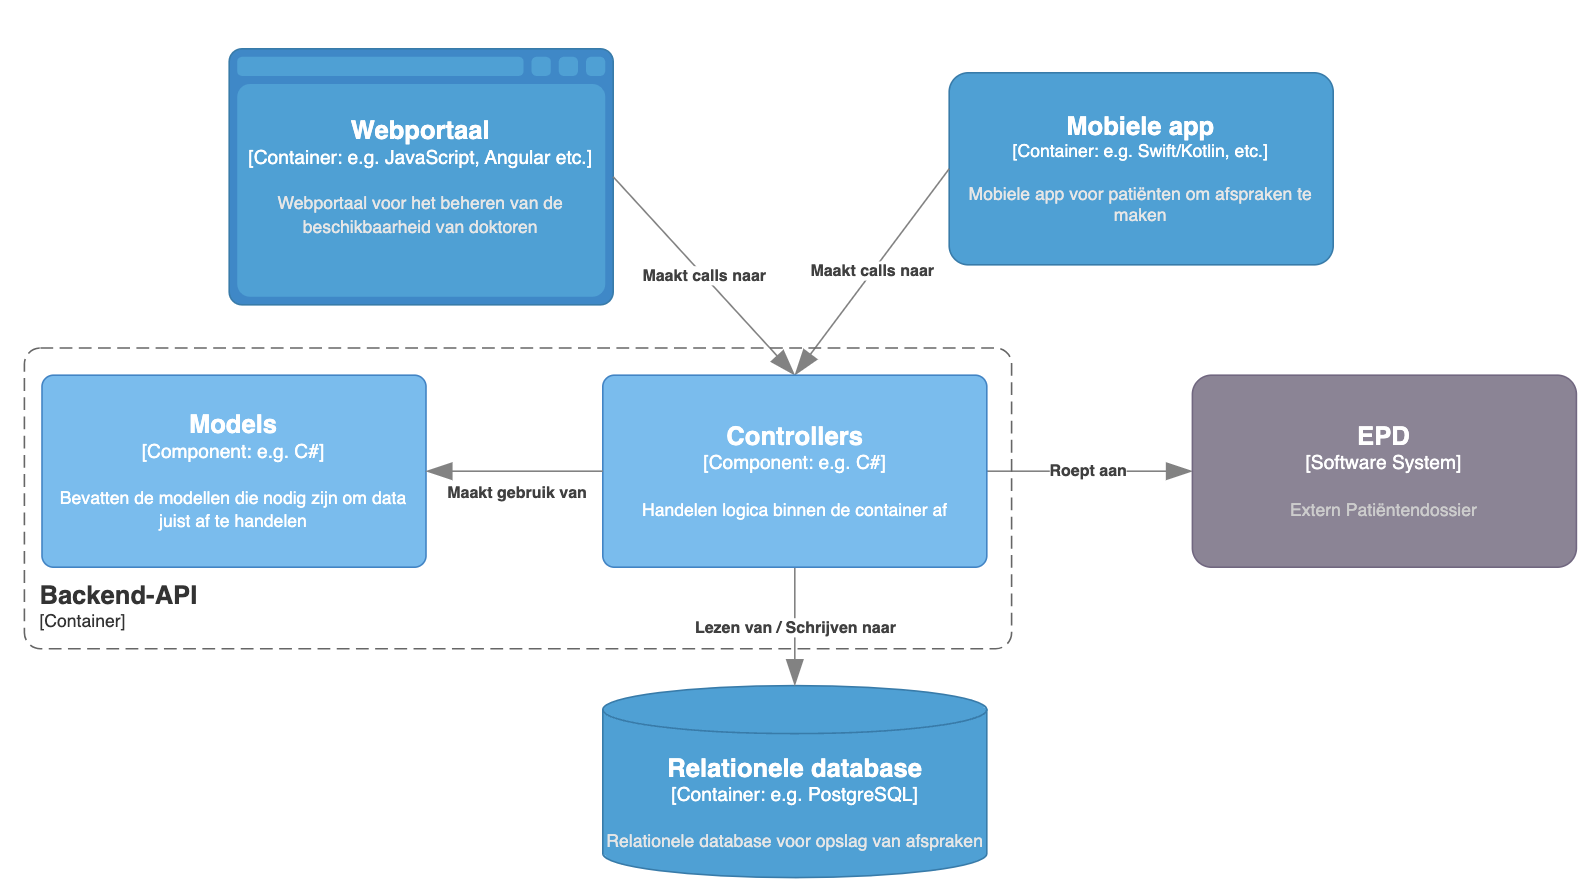 Webportaal
[Container: e.g. JavaScript, Angular etc.]
Webportaal voor het beheren van de
beschikbaarheid van doktoren
Mobiele app
[Container: e.g. Swift/Kotlin, etc.]
Mobiele app voor patiënten om afspraken te
maken
Maakt calls naar
Maakt calls naar
Models
[Component: e.g. C#]
Bevatten de modellen die nodig zijn om data
juist af te handelen
Maakt gebruik van
Controllers
[Component: e.g. C#]
Handelen logica binnen de container af
Roept aan
EPD
[Software System]
Extern Patiëntendossier
Backend-API
[Container]
Lezen van / Schrijven naar
Relationele database
[Container: e.g. PostgreSQL]
Relationele database voor opslag van afspraken